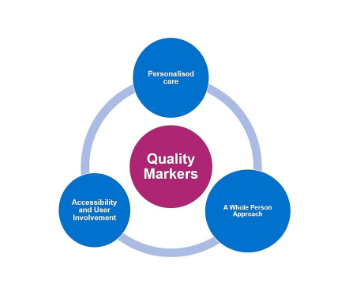 Personalised
care
Quality
Markers
Accessibility
and User
Involvement
A Whole Person
Approach